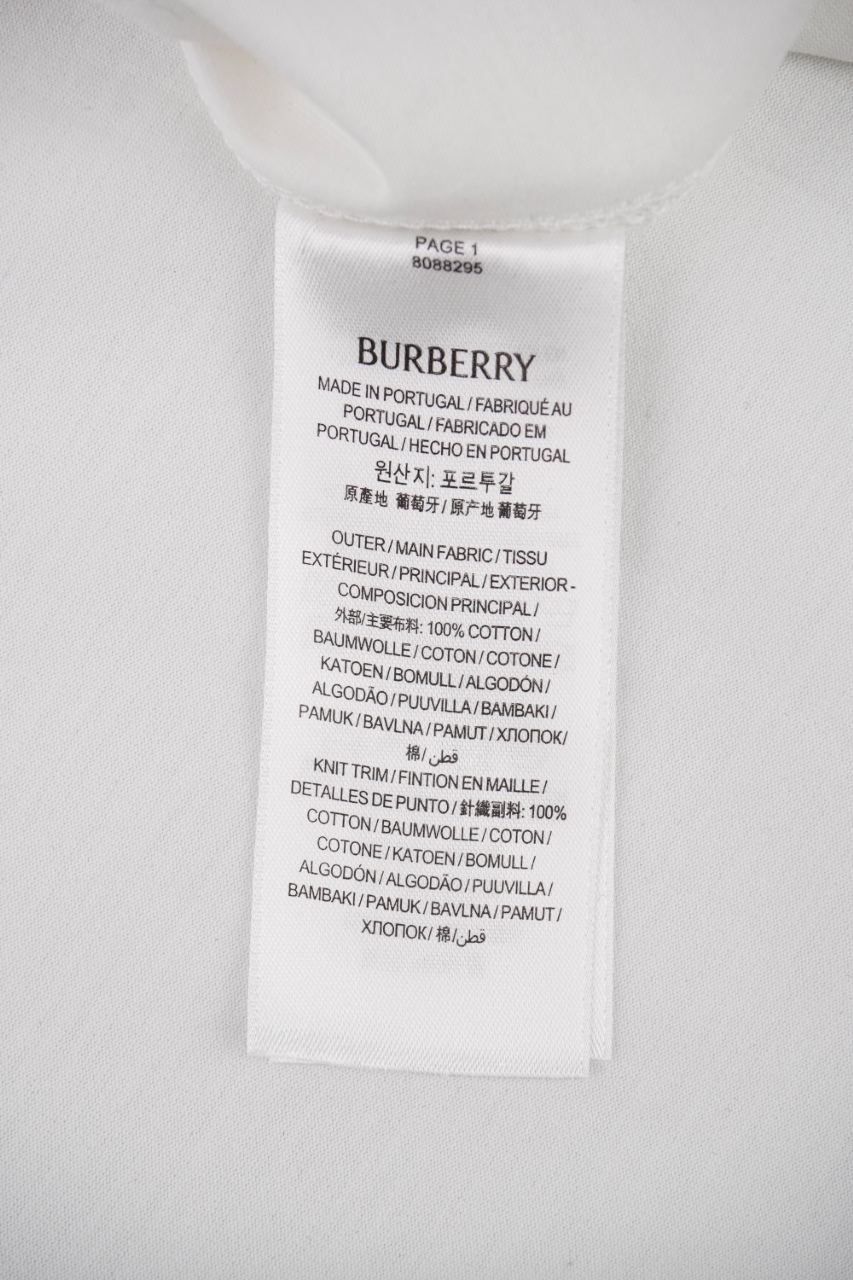 PAGE 1
8088295
BURBERRY
MADE IN PORTUGAL / FABRIQUÉ AU
PORTUGAL / FABRICADO EM
PORTUGAL / HECHO EN PORTUGAL
원산지: 포르투갈
原產地 葡萄牙 / 原产地 葡萄牙
OUTER / MAIN FABRIC / TISSU
EXTÉRIEUR / PRINCIPAL / EXTERIOR -
COMPOSICION PRINCIPAL /
外部/主要布料: 100% COTTON /
BAUMWOLLE / COTON / COTONE /
KATOEN / BOMULL / ALGODÓN /
ALGODÃO / PUUVILLA / BAMBAKI /
PAMUK / BAVLNA / PAMUT / ХЛОПОК/
棉/ قطن
KNIT TRIM / FINTION EN MAILLE /
DETALLES DE PUNTO / 針織副料: 100%
COTTON / BAUMWOLLE / COTON /
COTONE / KATOEN / BOMULL /
ALGODÓN / ALGODÃO / PUUVILLA /
BAMBAKI / PAMUK / BAVLNA / PAMUT /
ХЛОПОК/ 棉/قطن